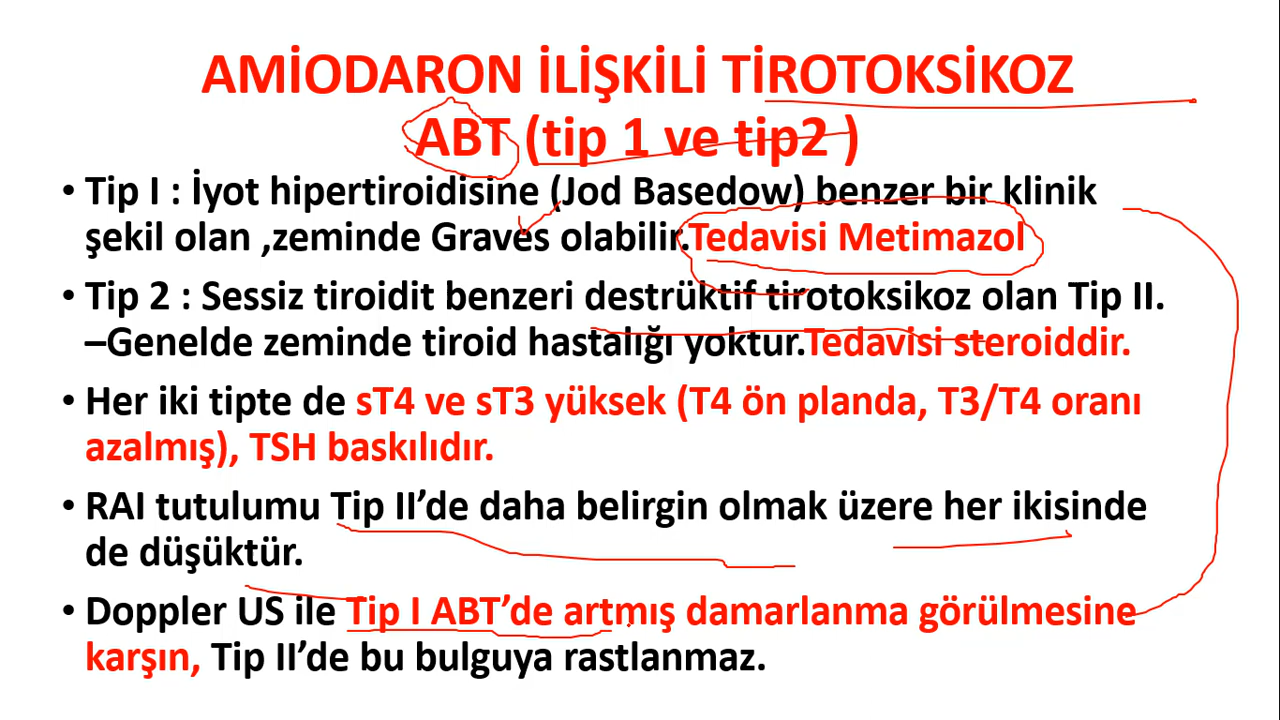 AMİODARON İLİŞKİLİ TİROTOKSİKOZ
ABT (tip 1 ve tip2 )
• Tip I : İyot hipertiroidisine (Jod Basedow) benzer bir klinik
şekil olan ,zeminde Graves olabilir.Tedavisi Metimazol
• Tip 2 : Sessiz tiroidit benzeri destrüktif tirotoksikoz olan Tip II.
–Genelde zeminde tiroid hastalığı yoktur.Tedavisi steroiddir.
• Her iki tipte de sT4 ve sT3 yüksek (T4 ön planda, T3/T4 oranı
azalmış), TSH baskılıdır.
• RAI tutulumu Tip II’de daha belirgin olmak üzere her ikisinde
de düşüktür.
• Doppler US ile Tip I ABT’de artmış damarlanma görülmesine
karşın, Tip II’de bu bulguya rastlanmaz.